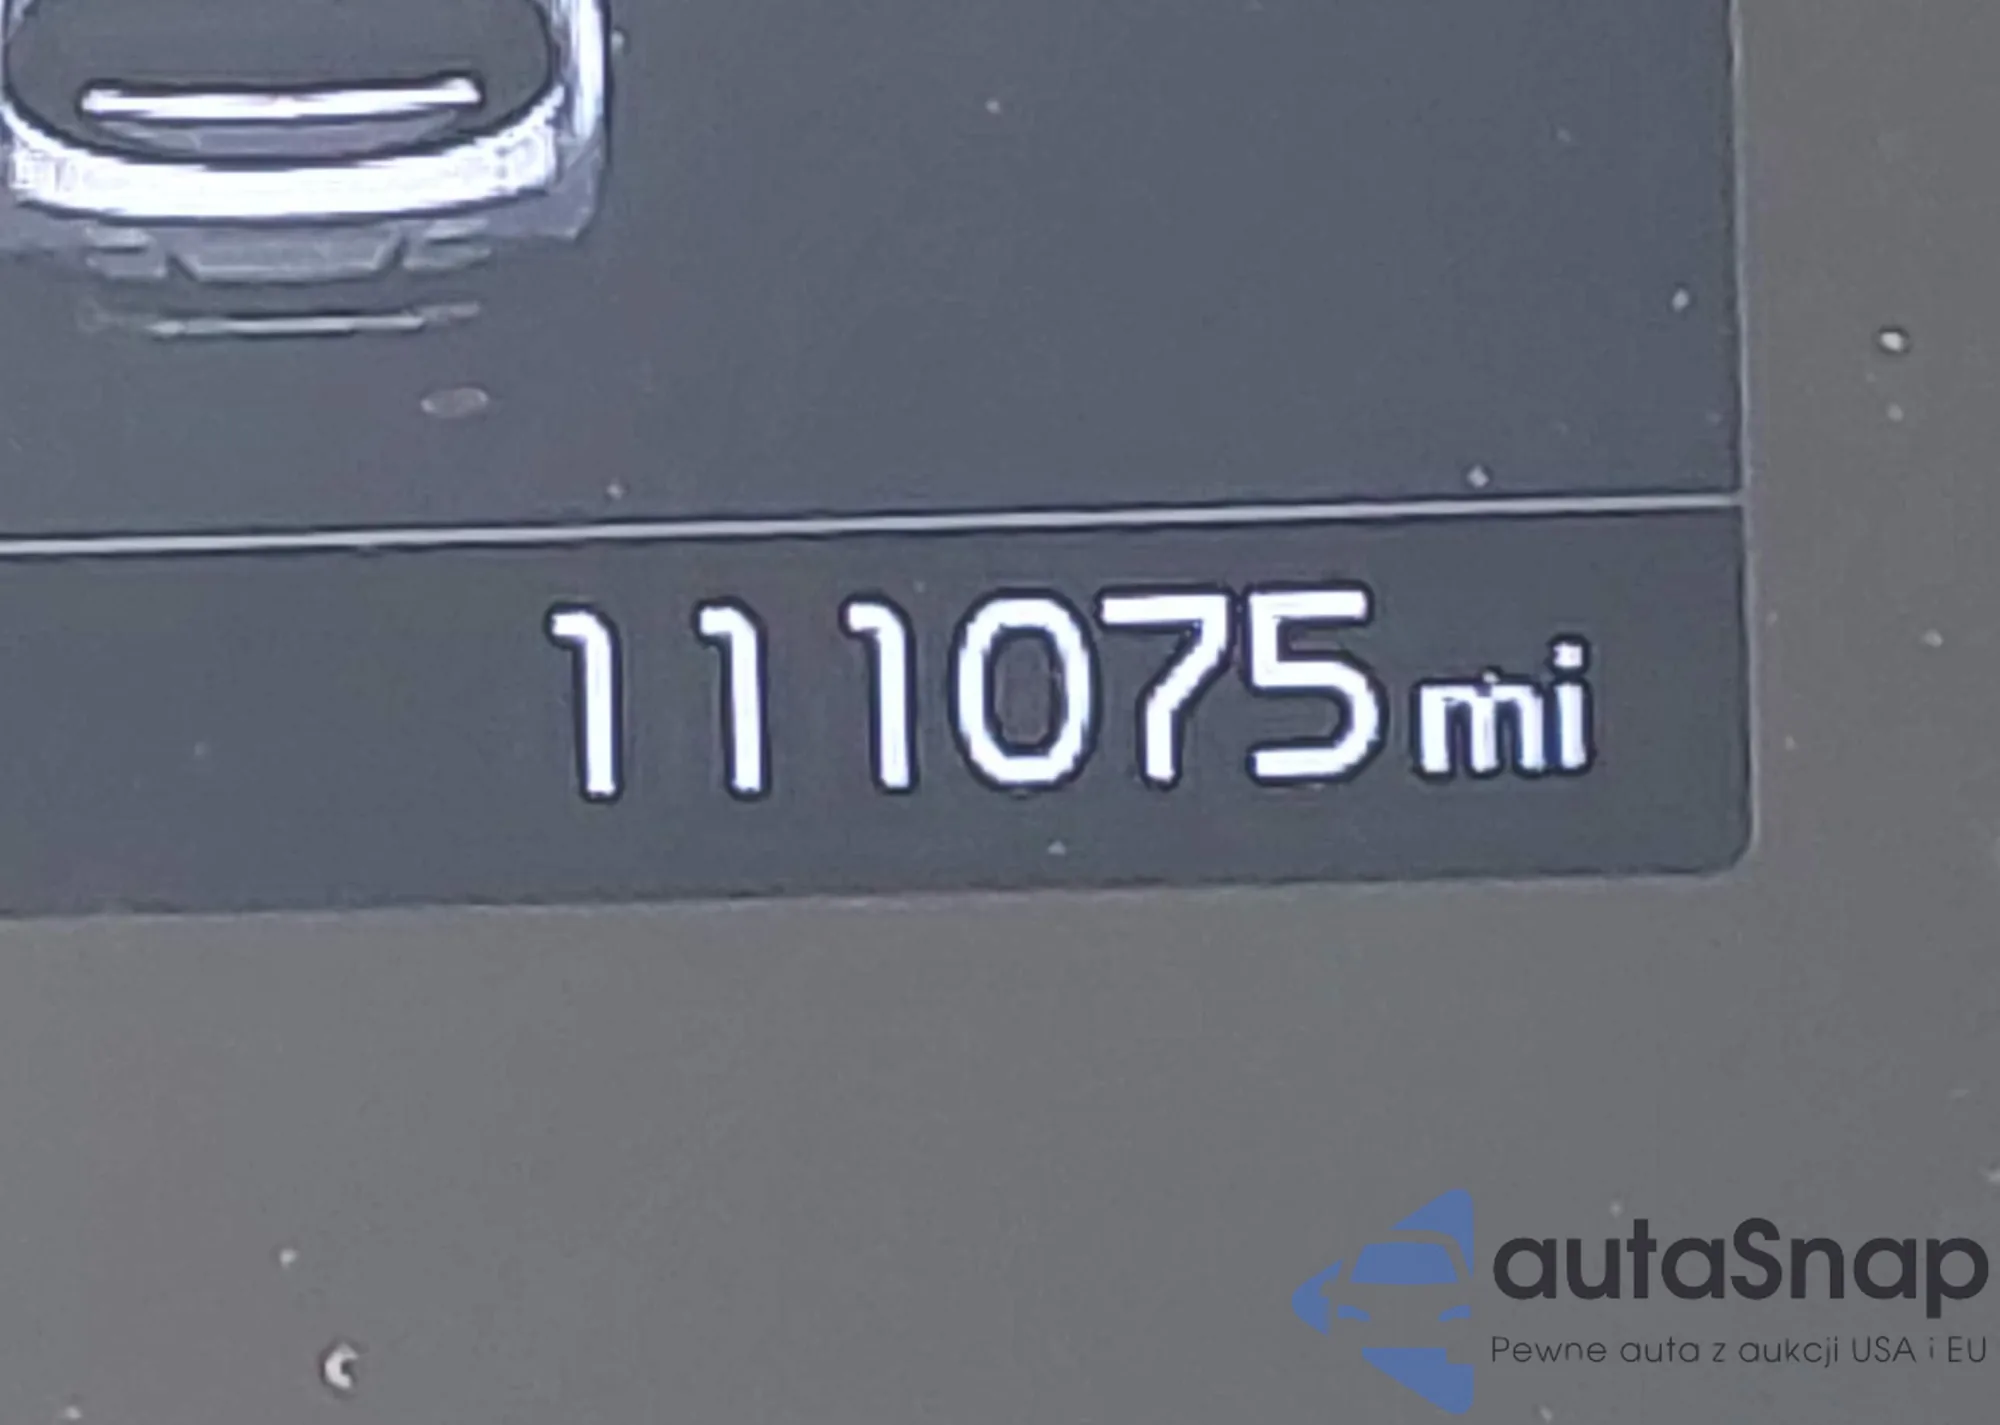 111075mi
autaSnap
Pewne auta z aukcji USA i EU